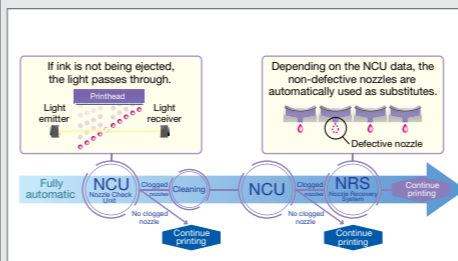 If ink is not being ejected,
the light passes through.
Printhead
Light
emitter
Light
receiver
Depending on the NCU data, the
non-defective nozzles are
automatically used as substitutes.
Defective nozzle
Fully
automatic
NCU
Nozzle Check
Unit
Clogged
nozzles
Cleaning
NCU
Clogged
nozzles
NRS
Nozzle Recovery
System
Continue
printing
No clogged
nozzle
Continue
printing
No clogged
nozzle
Continue
printing